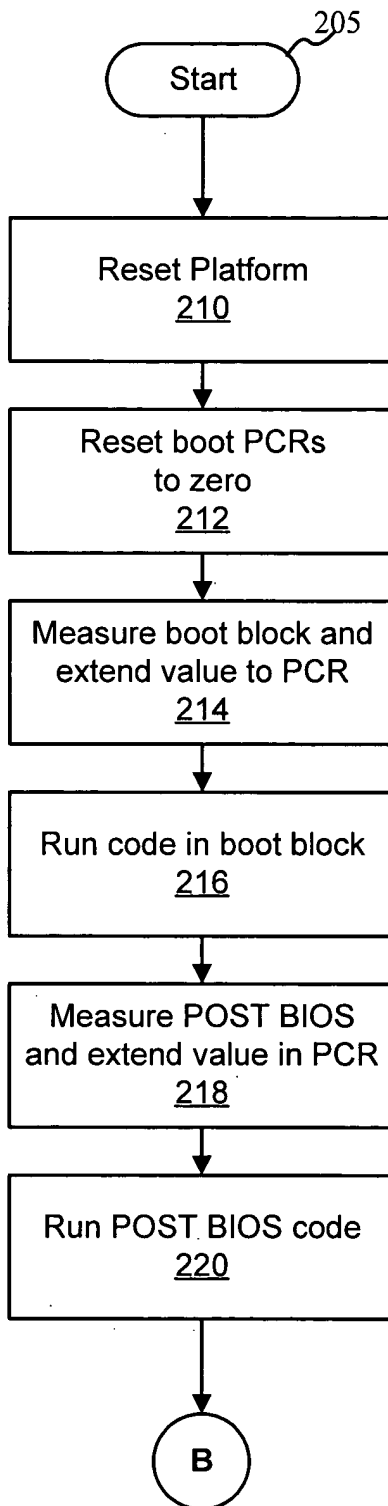 205
Start
Reset Platform
210
Reset boot PCRs
to zero
212
Measure boot block and
extend value to PCR
214
Run code in boot block
216
Measure POST BIOS
and extend value in PCR
218
Run POST BIOS code
220
B